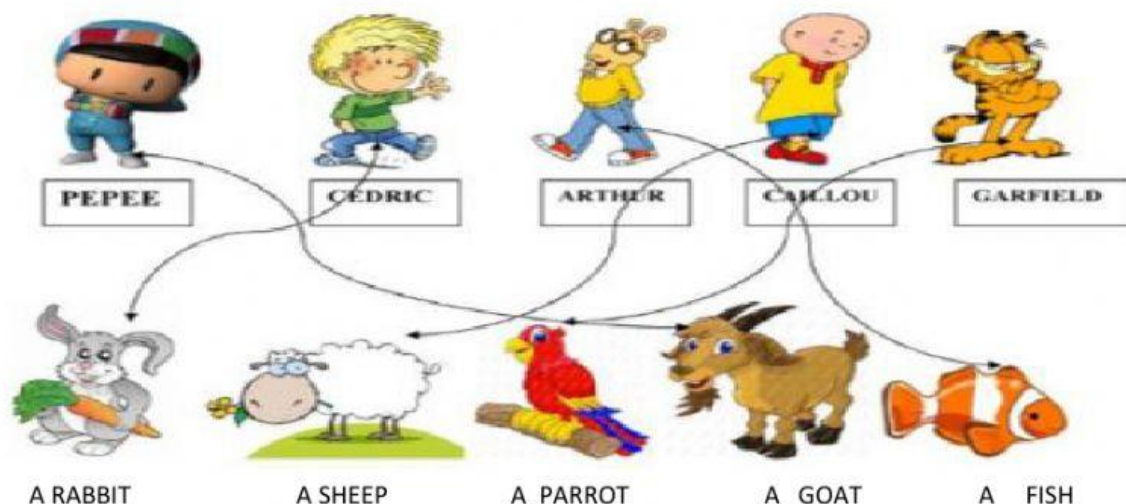 PEPEE CEDRIC ARTHUR CAILLOU GARFIELD
A RABBIT A SHEEP A PARROT A GOAT A FISH